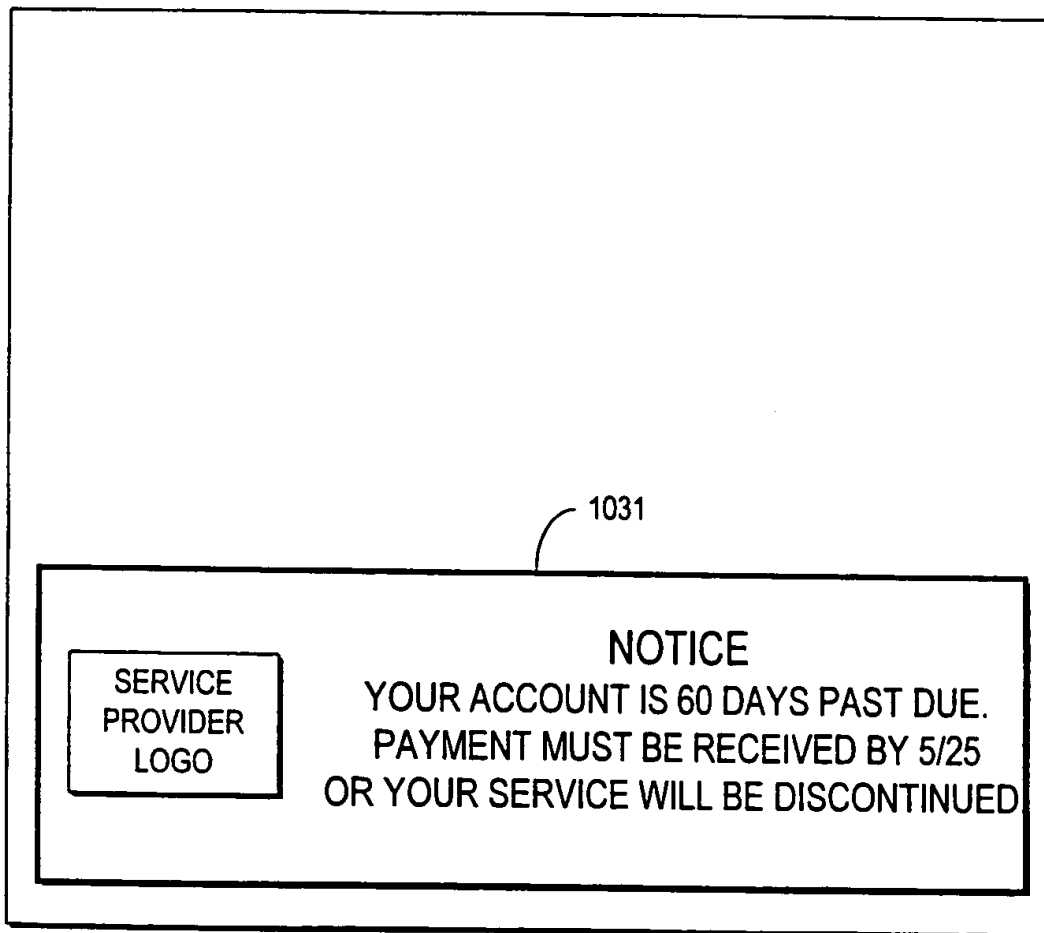 1031
NOTICE
YOUR ACCOUNT IS 60 DAYS PAST DUE.
PAYMENT MUST BE RECEIVED BY 5/25
OR YOUR SERVICE WILL BE DISCONTINUED
SERVICE
PROVIDER
LOGO